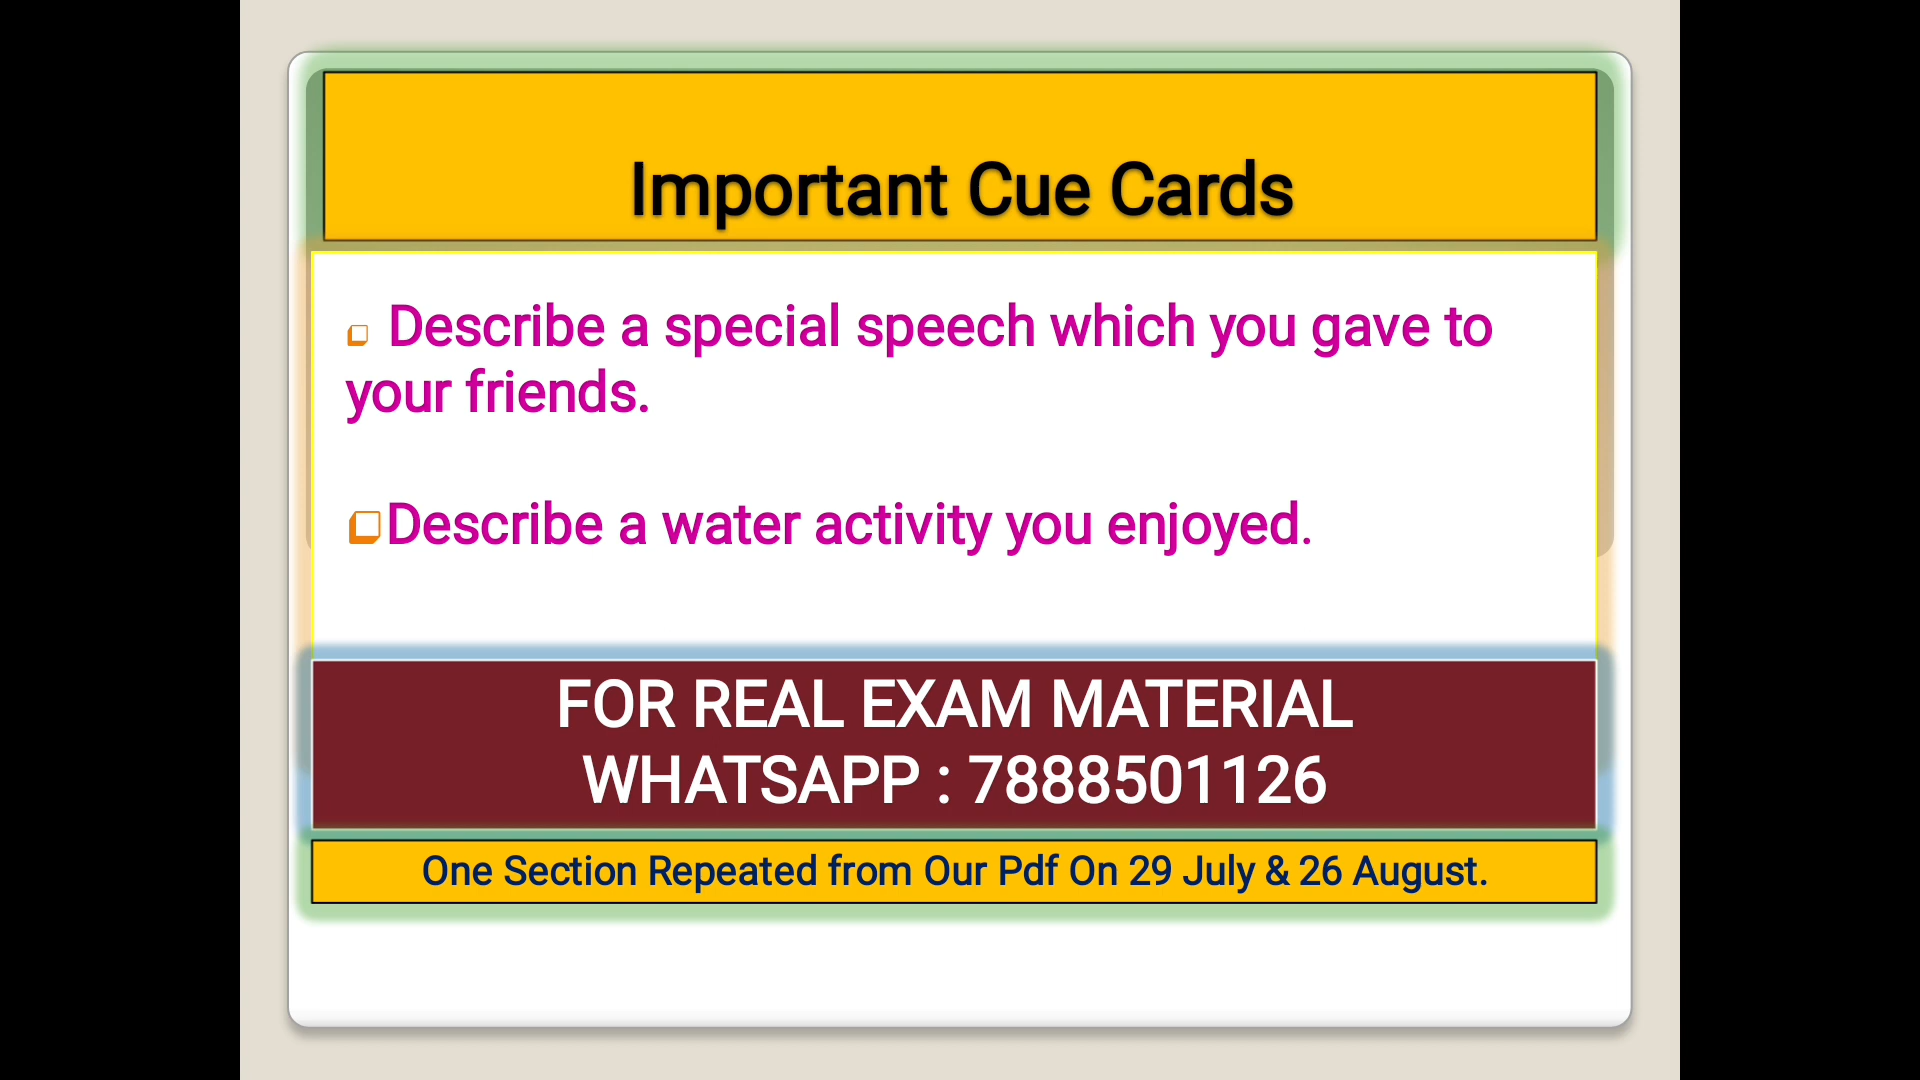 Important Cue Cards
Describe a special speech which you gave to
your friends.
Describe a water activity you enjoyed.
FOR REAL EXAM MATERIAL
WHATSAPP : 7888501126
One Section Repeated from Our Pdf On 29 July & 26 August.